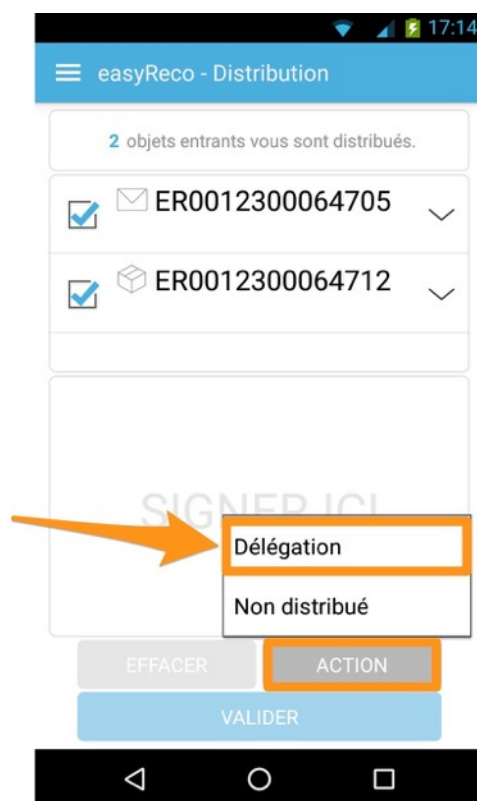 17:14
easyReco - Distribution
2 objets entrants vous sont distribués.
ER0012300064705
ER0012300064712
SIGNER ICI
Délégation
Non distribué
EFFACER
ACTION
VALIDER